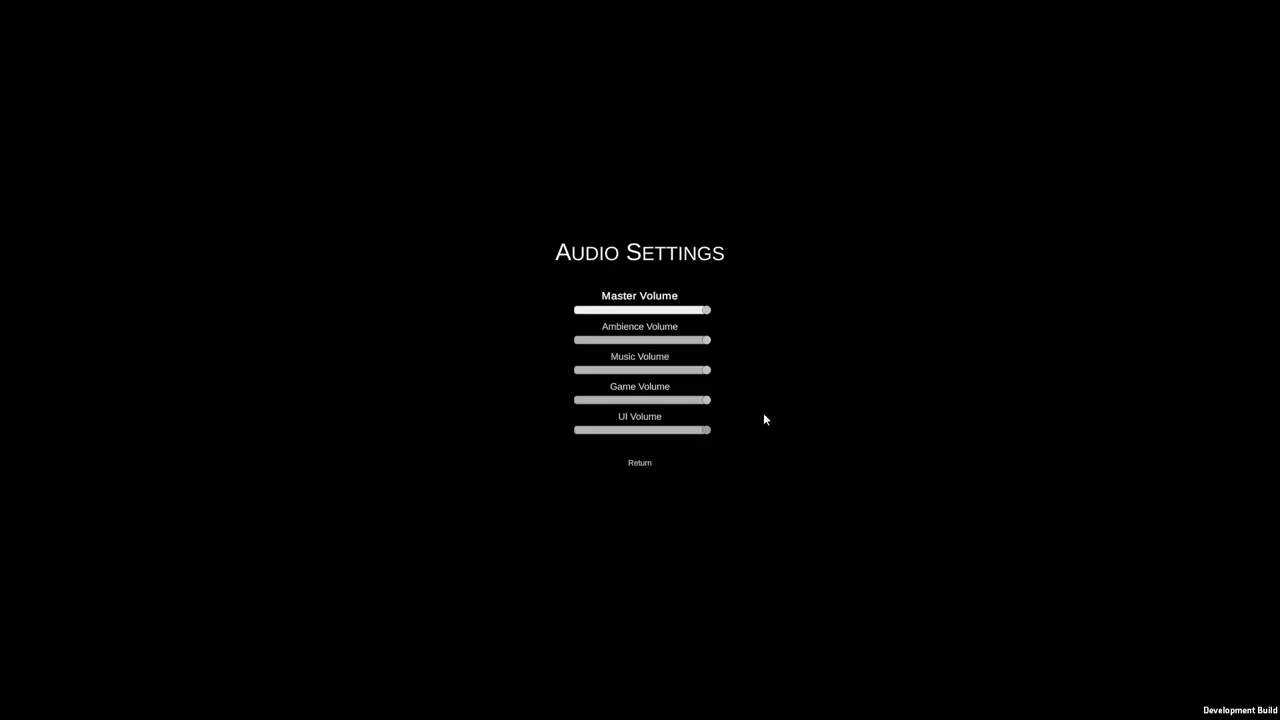 AUDIO SETTINGS
Master Volume
Ambience Volume
Music Volume
Game Volume
UI Volume
Return
Development Build